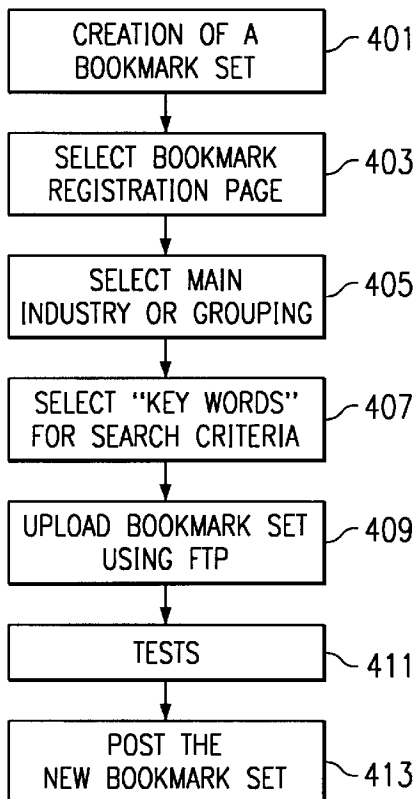 CREATION OF A
BOOKMARK SET
401
SELECT BOOKMARK
REGISTRATION PAGE
403
SELECT MAIN
INDUSTRY OR GROUPING
405
SELECT "KEY WORDS"
FOR SEARCH CRITERIA
407
UPLOAD BOOKMARK SET
USING FTP
409
TESTS
411
POST THE
NEW BOOKMARK SET
413